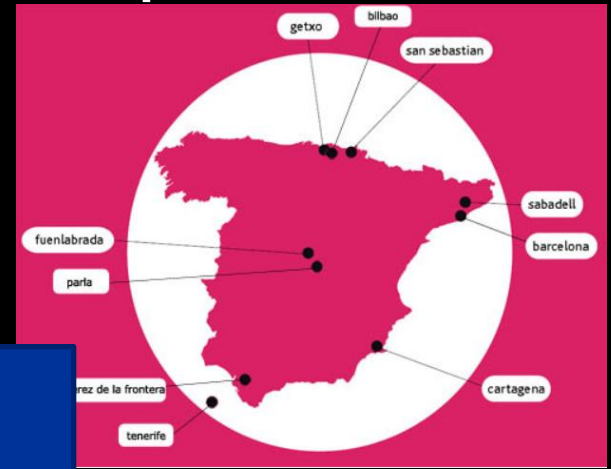 bilbao
getxo
san sebastian
sabadell
fuenlabrada
barcelona
parla
rez de la frontera
cartagena
tenerife